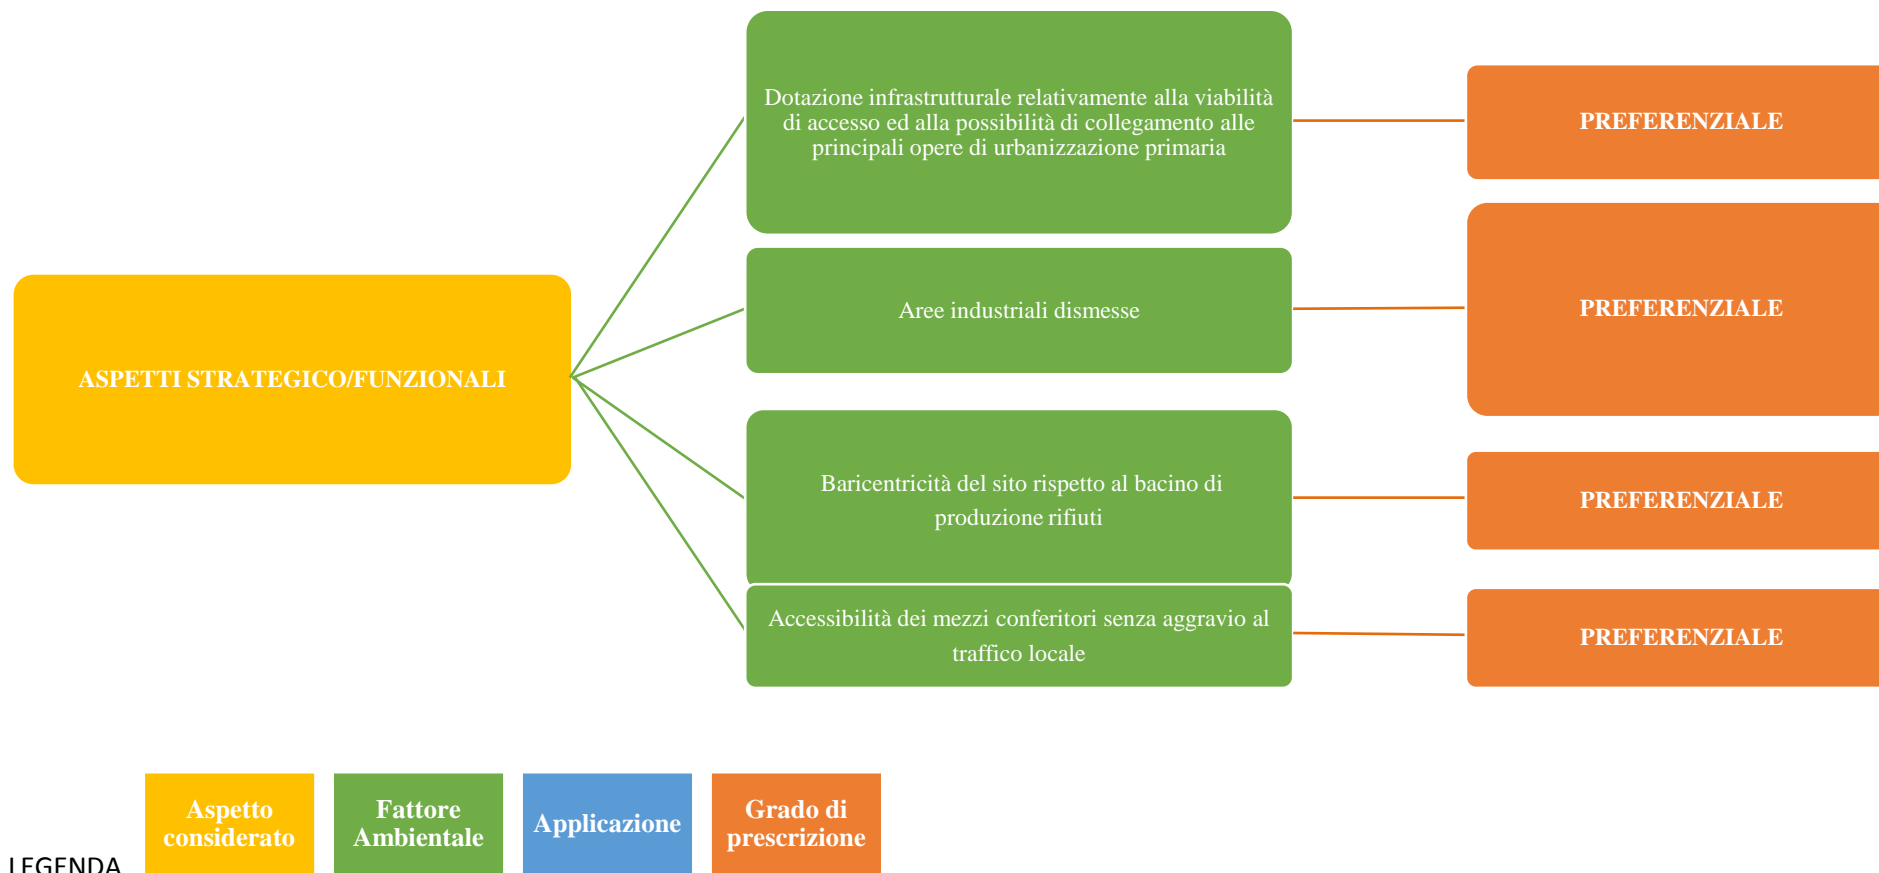 Dotazione infrastrutturale relativamente alla viabilità
di accesso ed alla possibilità di collegamento alle
principali opere di urbanizzazione primaria
PREFERENZIALE
Aree industriali dismesse
PREFERENZIALE
ASPETTI STRATEGICO/FUNZIONALI
Baricentricità del sito rispetto al bacino di
produzione rifiuti
PREFERENZIALE
Accessibilità dei mezzi conferitori senza aggravio al
traffico locale
PREFERENZIALE
LEGENDA
Aspetto
considerato
Fattore
Ambientale
Applicazione
Grado di
prescrizione